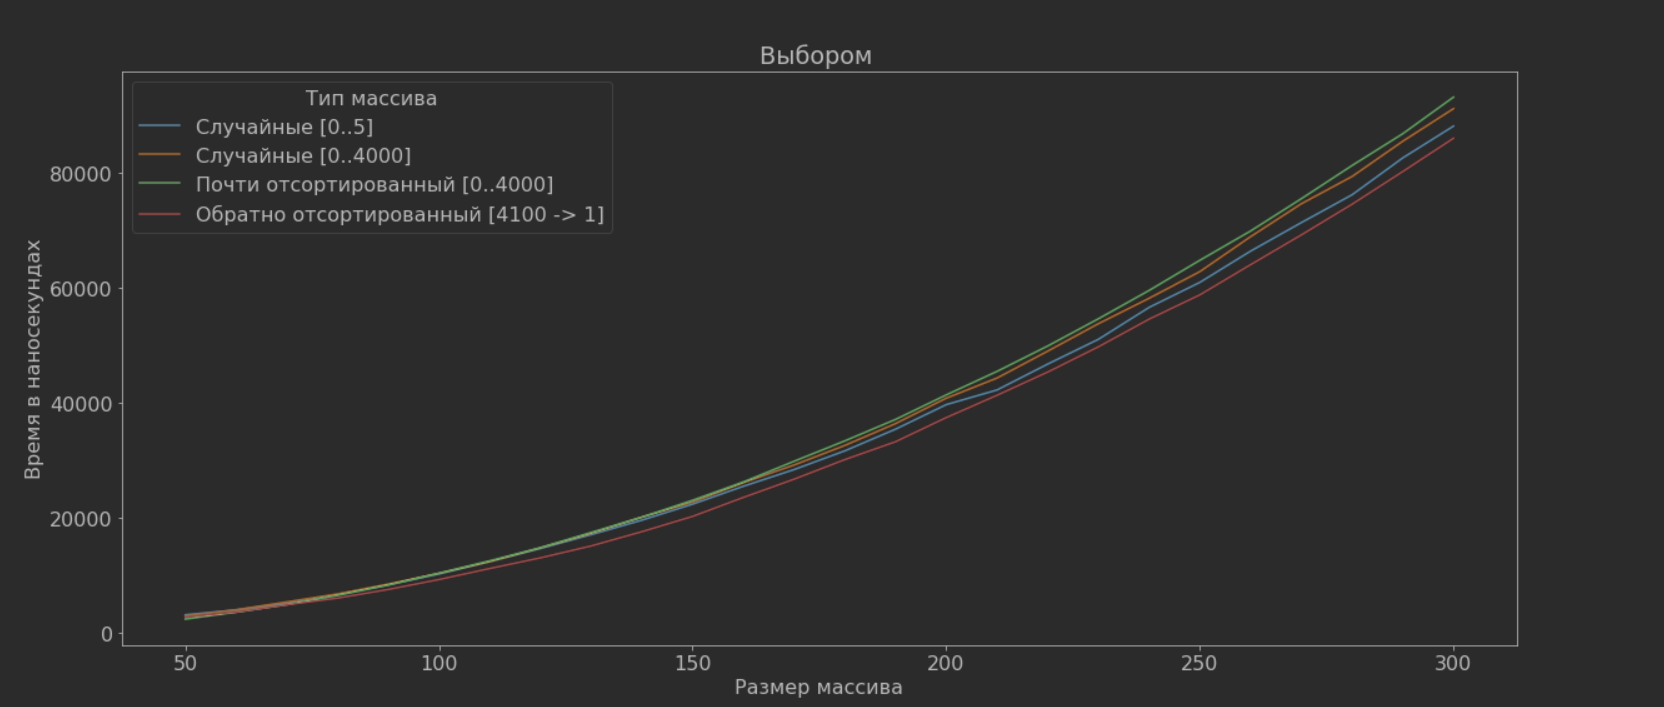 Выбором
Тип массива
Случайные [0..5]
Случайные [0..4000]
Почти отсортированный [0..4000]
Обратно отсортированный [4100 -> 1]
Время в наносекундах
80000
60000
40000
20000
0
50 100 150 200 250 300
Размер массива